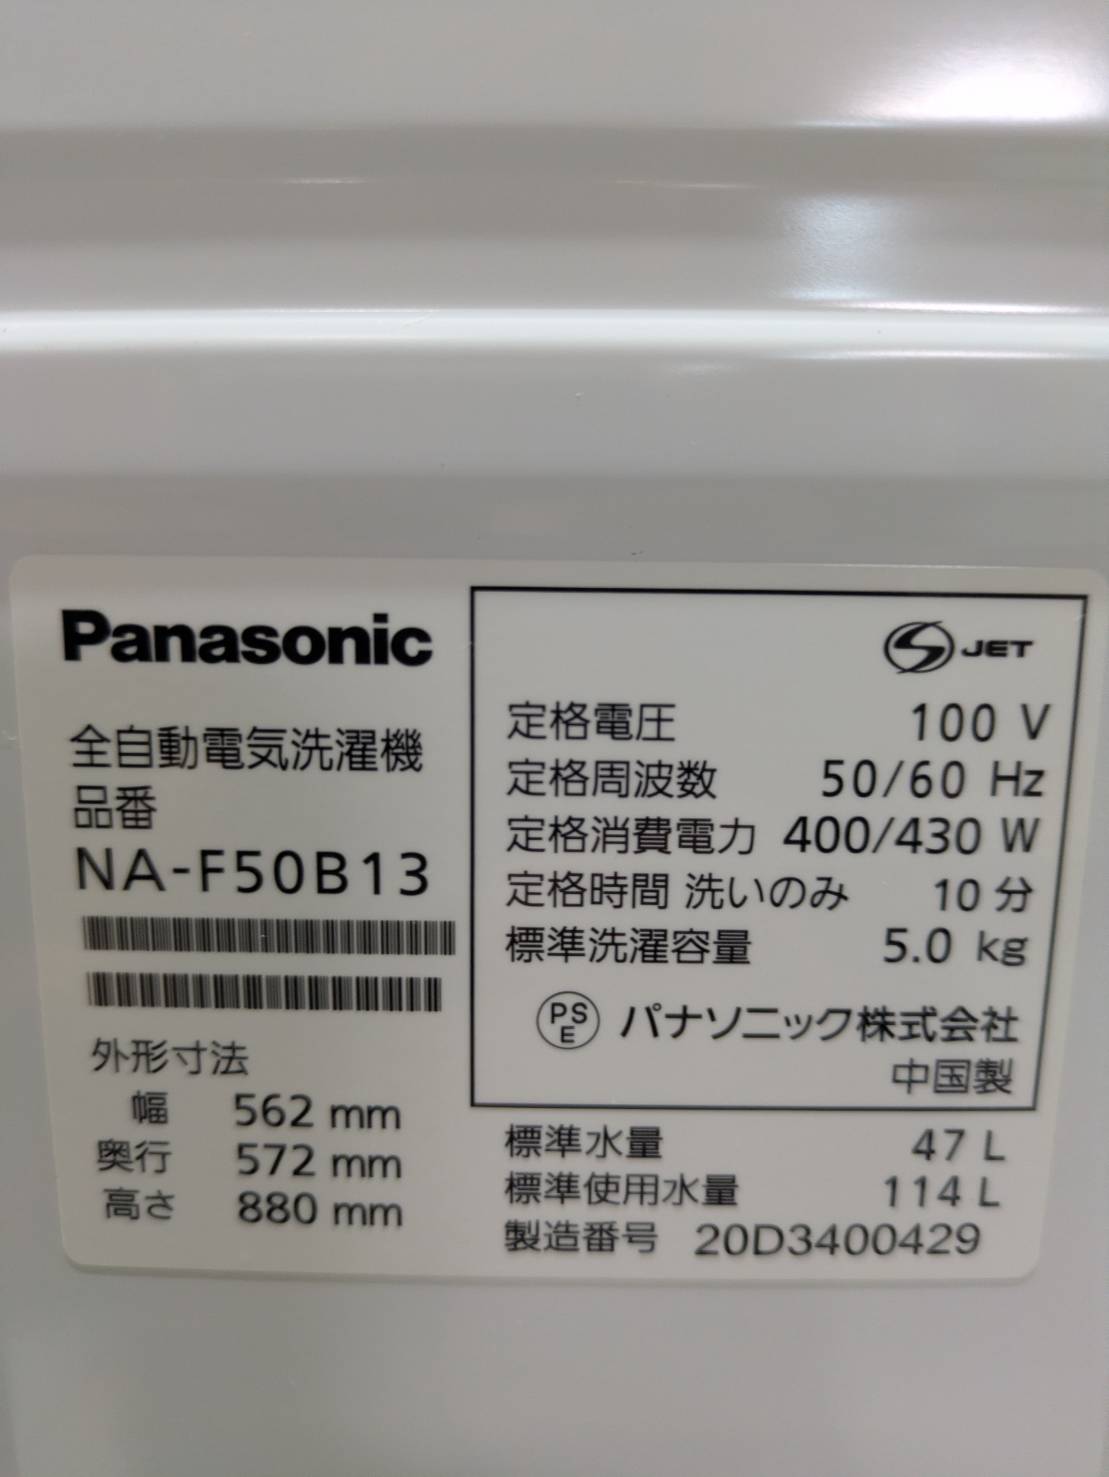 Panasonic
全自動電気洗濯機
品番
NA-F50B13
外形寸法
幅 562 mm
奥行 572 mm
高さ 880 mm
S JET
定格電圧 100 V
定格周波数 50/60 Hz
定格消費電力 400/430 W
定格時間 洗いのみ 10 分
標準洗濯容量 5.0 kg
PS E パナソニック株式会社
中国製
標準水量 47 L
標準使用水量 114 L
製造番号 20D3400429